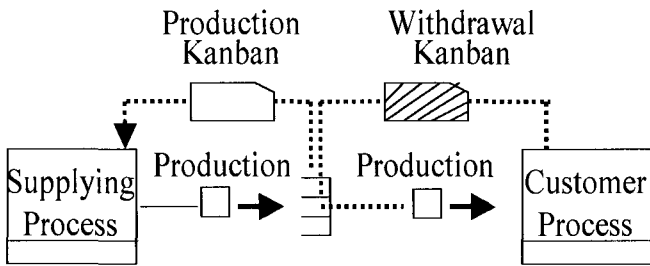 Production
Kanban
Withdrawal
Kanban
Supplying
Process
Production
Production
Customer
Process